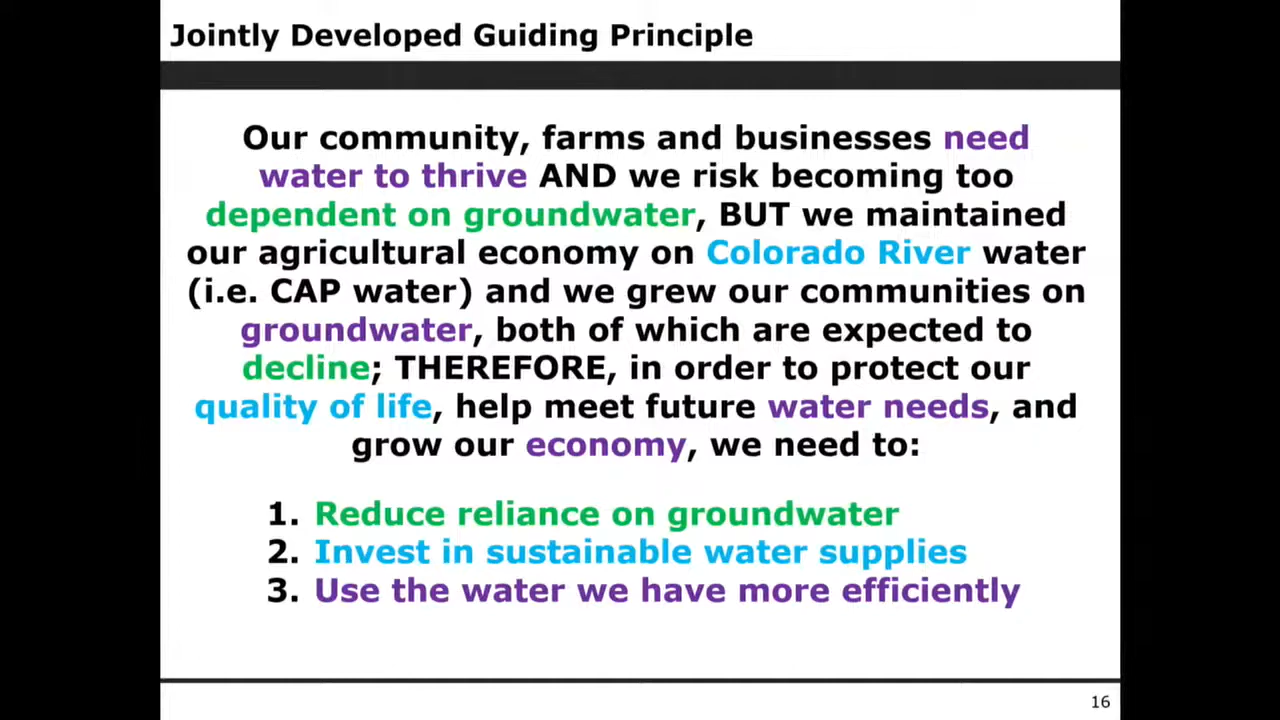 Jointly Developed Guiding Principle
Our community, farms and businesses need
water to thrive AND we risk becoming too
dependent on groundwater, BUT we maintained
our agricultural economy on Colorado River water
(i.e. CAP water) and we grew our communities on
groundwater, both of which are expected to
decline; THEREFORE, in order to protect our
quality of life, help meet future water needs, and
grow our economy, we need to:
1. Reduce reliance on groundwater
2. Invest in sustainable water supplies
3. Use the water we have more efficiently
16